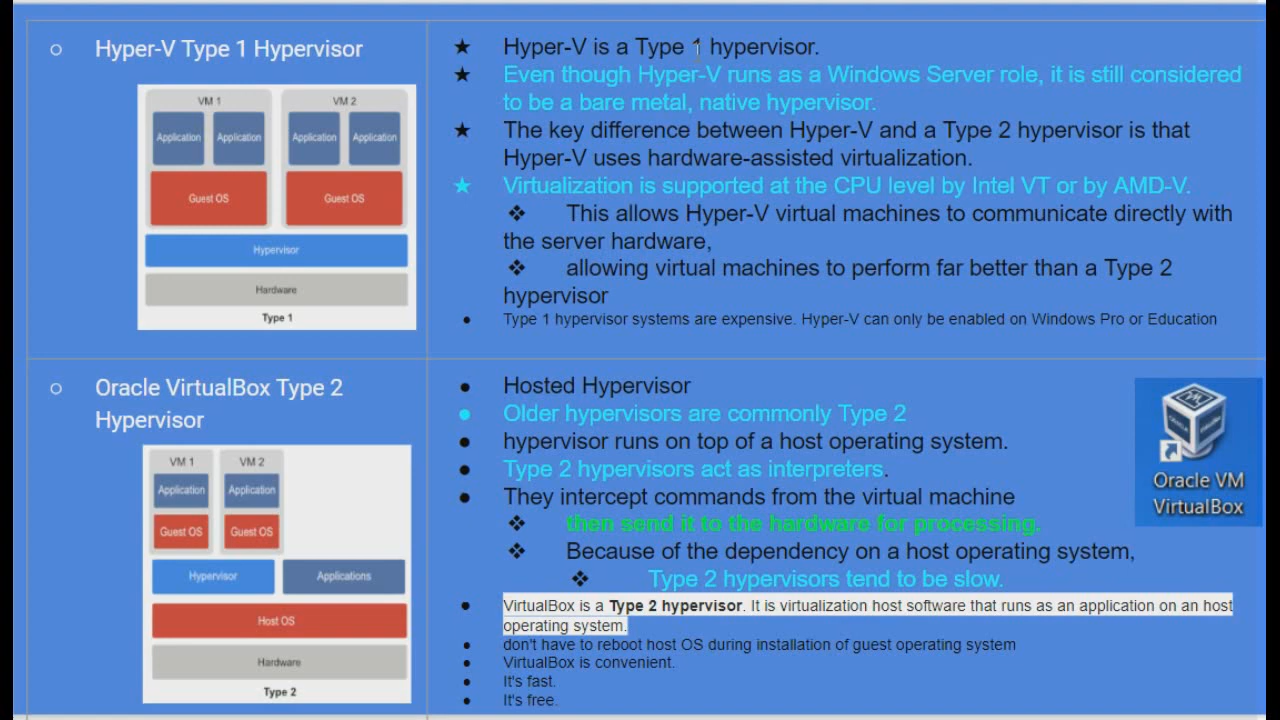 Hyper-V Type 1 Hypervisor
VM 1
VM 2
Application
Application
Application
Application
Guest OS
Guest OS
Hypervisor
Hardware
Type 1
Hyper-V is a Type 1 hypervisor.
Even though Hyper-V runs as a Windows Server role, it is still considered
to be a bare metal, native hypervisor.
The key difference between Hyper-V and a Type 2 hypervisor is that
Hyper-V uses hardware-assisted virtualization.
Virtualization is supported at the CPU level by Intel VT or by AMD-V.
This allows Hyper-V virtual machines to communicate directly with
the server hardware,
allowing virtual machines to perform far better than a Type 2
hypervisor
Type 1 hypervisor systems are expensive. Hyper-V can only be enabled on Windows Pro or Education
Oracle VirtualBox Type 2
Hypervisor
VM 1
VM 2
Application
Application
Guest OS
Guest OS
Hypervisor
Applications
Host OS
Hardware
Type 2
Hosted Hypervisor
Older hypervisors are commonly Type 2
hypervisor runs on top of a host operating system.
Type 2 hypervisors act as interpreters.
They intercept commands from the virtual machine
then send it to the hardware for processing.
Because of the dependency on a host operating system,
Type 2 hypervisors tend to be slow.
VirtualBox is a Type 2 hypervisor. It is virtualization host software that runs as an application on an host
operating system.
don't have to reboot host OS during installation of guest operating system
VirtualBox is convenient.
It's fast.
It's free.
Oracle VM
VirtualBox